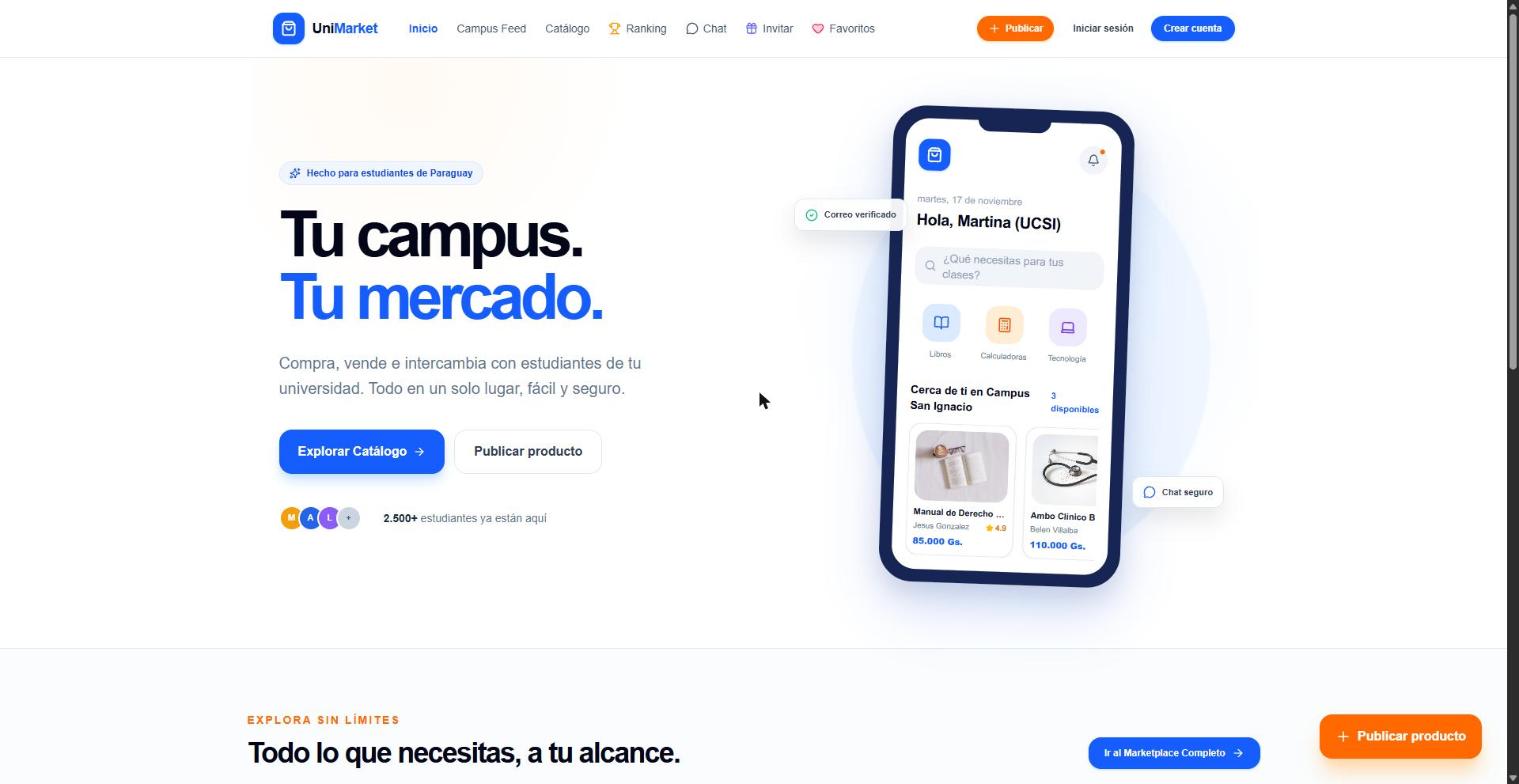 UniMarket
Inicio
Campus Feed
Catálogo
Ranking
Chat
Invitar
Favoritos
Publicar
Iniciar sesión
Crear cuenta
Hecho para estudiantes de Paraguay
Tu campus.
Tu mercado.
Compra, vende e intercambia con estudiantes de tu
universidad. Todo en un solo lugar, fácil y seguro.
Explorar Catálogo
Publicar producto
M A L +
2.500+ estudiantes ya están aquí
Correo verificado
martes, 17 de noviembre
Hola, Martina (UCSI)
¿Qué necesitas para tus
clases?
Libros
Calculadoras
Tecnología
Cerca de ti en Campus
San Ignacio
3
disponibles
Manual de Derecho ...
Jesus Gonzalez
4.9
85.000 Gs.
Ambo Clinico B
Belen Villalba
110.000 Gs.
Chat seguro
EXPLORA SIN LÍMITES
Todo lo que necesitas, a tu alcance.
Ir al Marketplace Completo
Publicar producto